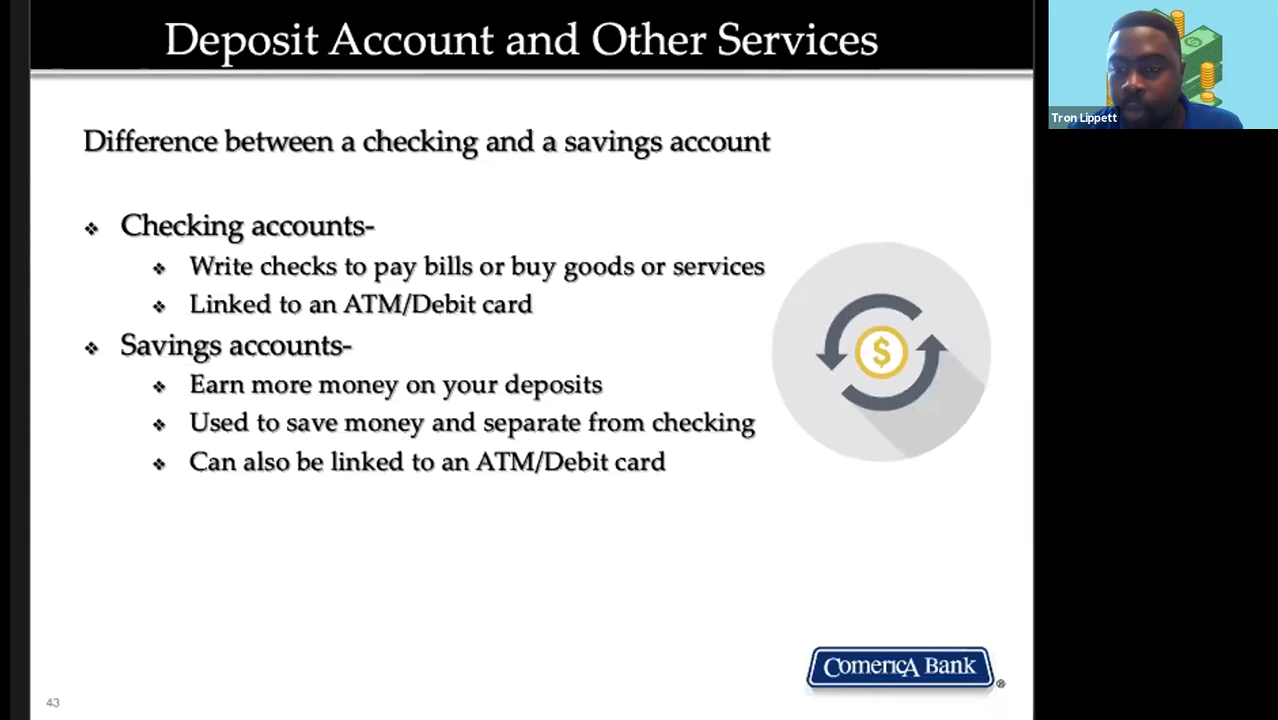 Deposit Account and Other Services
Tron Lippett
Difference between a checking and a savings account
❖ Checking accounts-
❖ Write checks to pay bills or buy goods or services
❖ Linked to an ATM/Debit card
❖ Savings accounts-
❖ Earn more money on your deposits
❖ Used to save money and separate from checking
❖ Can also be linked to an ATM/Debit card
$
ComericA Bank ®
43